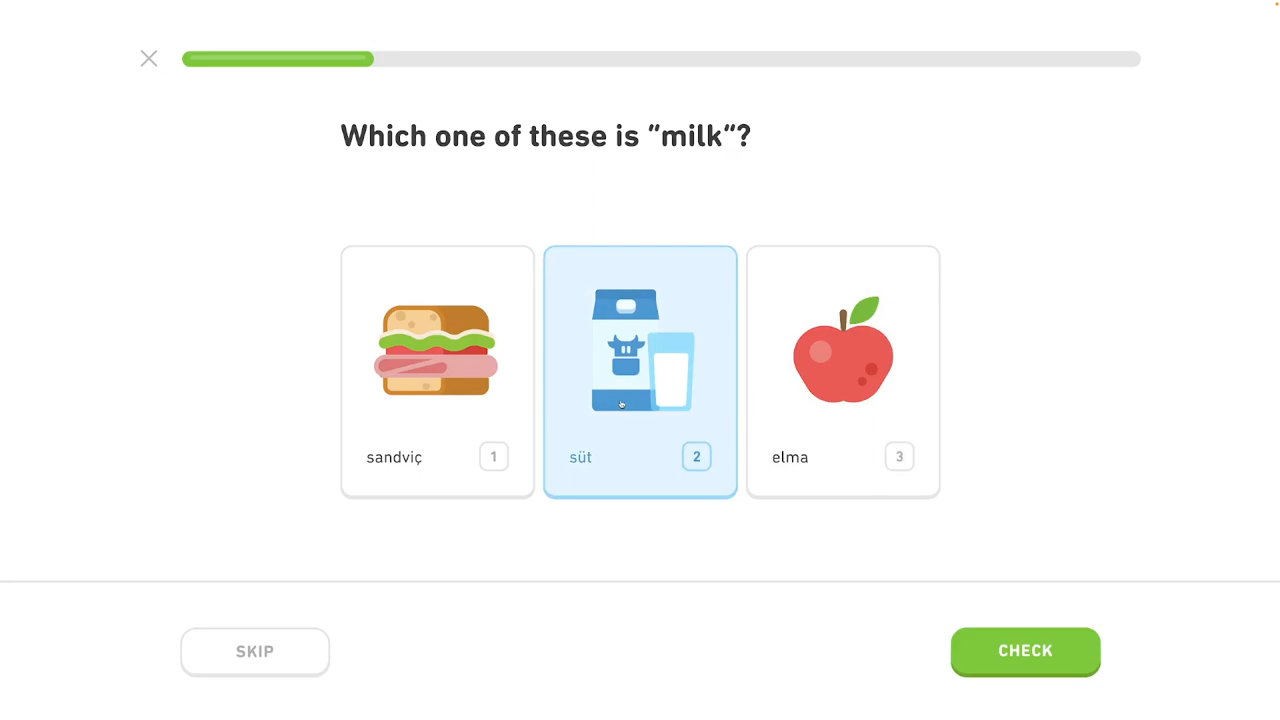 Which one of these is "milk"?
sandviç 1
süt 2
elma 3
SKIP
CHECK